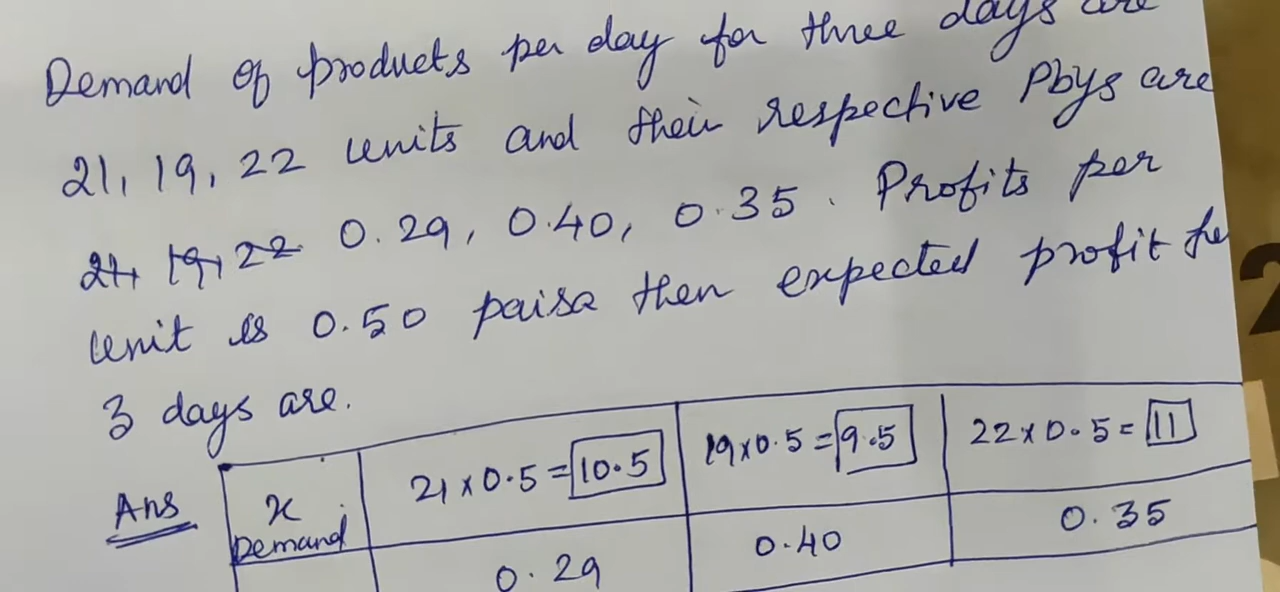 Demand of products per day for three days are
21, 19, 22 units and their respective Pbys are
21, 19, 22 0.29, 0.40, 0.35. Profits per
unit is 0.50 paisa then expected profit
3 days are.
Ans x 21 x 0.5 = 10.5 19 x 0.5 = 9.5 22 x 0.5 = 11
Demand
0.29 0.40 0.35
2